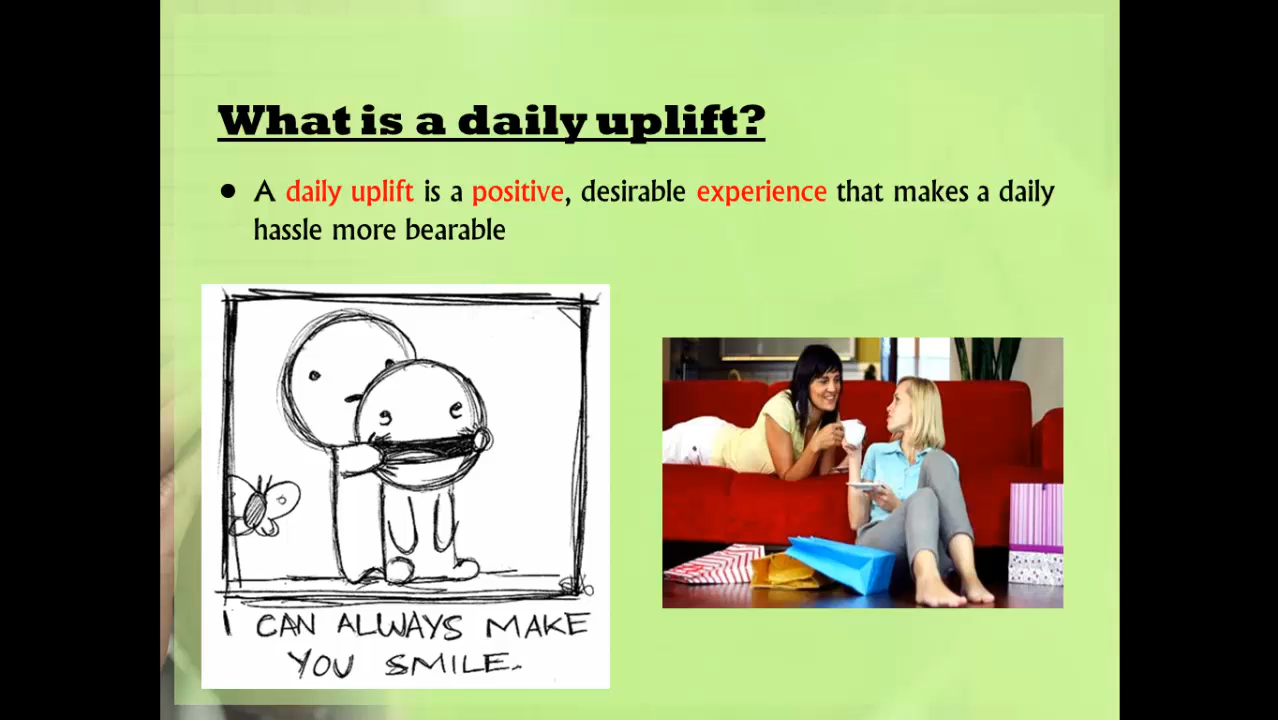 What is a daily uplift?
• A daily uplift is a positive, desirable experience that makes a daily
hassle more bearable
I CAN ALWAYS MAKE
YOU SMILE.